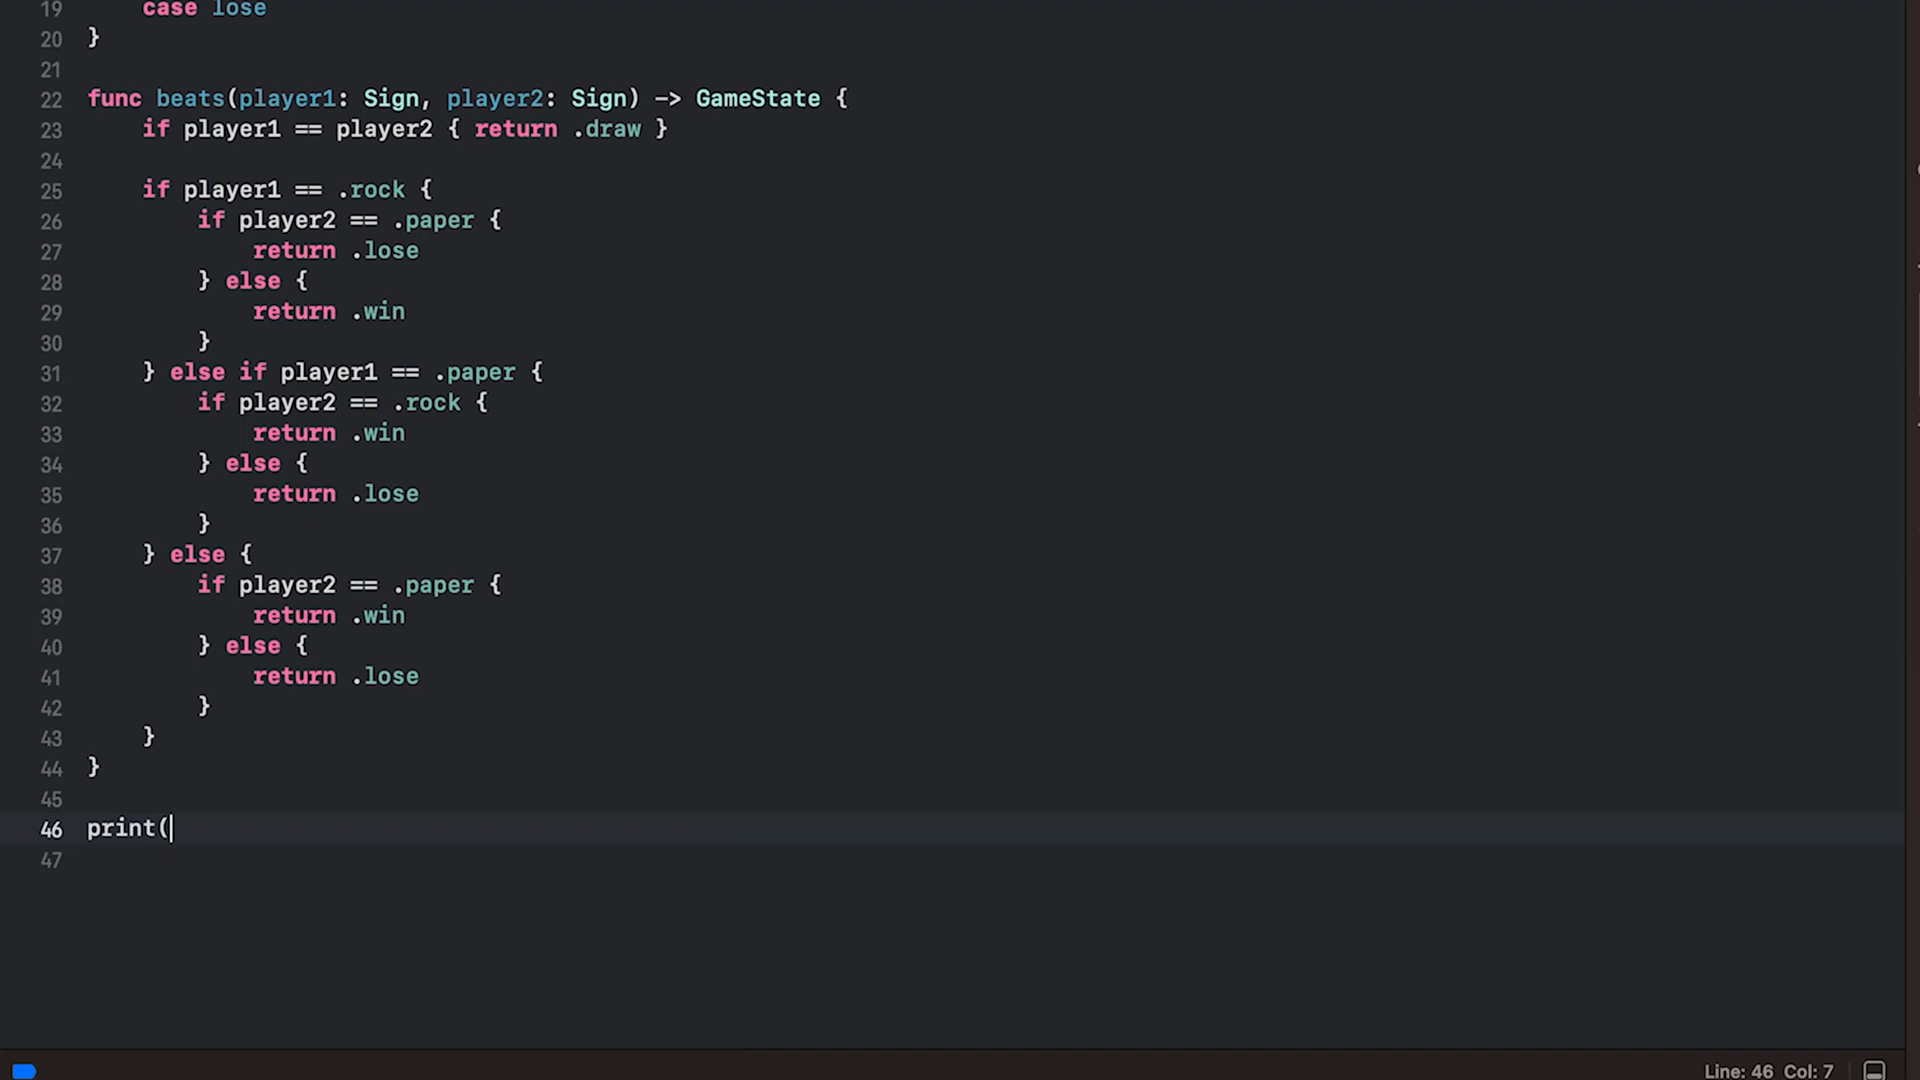 19 case lose
20 }
21
22 func beats(player1: Sign, player2: Sign) -> GameState {
23 if player1 == player2 { return .draw }
24
25 if player1 == .rock {
26 if player2 == .paper {
27 return .lose
28 } else {
29 return .win
30 }
31 } else if player1 == .paper {
32 if player2 == .rock {
33 return .win
34 } else {
35 return .lose
36 }
37 } else {
38 if player2 == .paper {
39 return .win
40 } else {
41 return .lose
42 }
43 }
44 }
45
46 print(
47
Line: 46 Col: 7